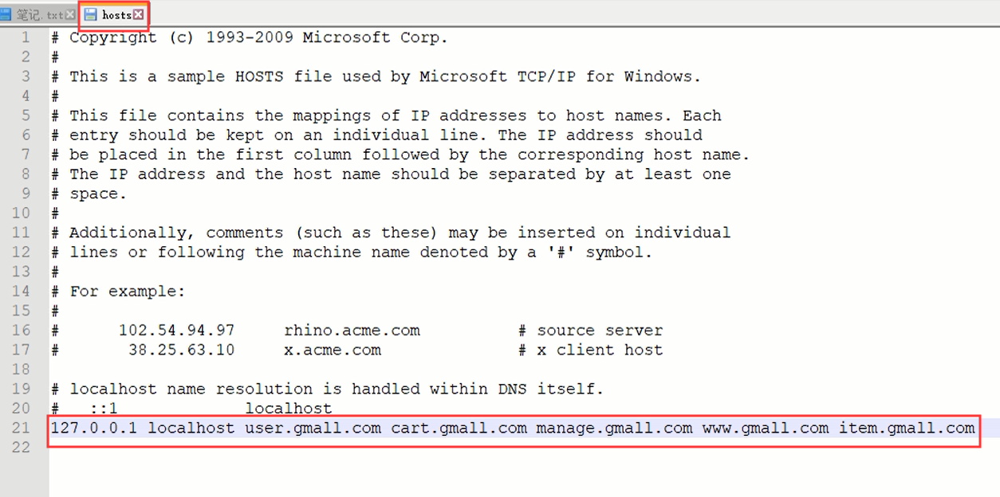 笔记.txt hosts
1 # Copyright (c) 1993-2009 Microsoft Corp.
2 #
3 # This is a sample HOSTS file used by Microsoft TCP/IP for Windows.
4 #
5 # This file contains the mappings of IP addresses to host names. Each
6 # entry should be kept on an individual line. The IP address should
7 # be placed in the first column followed by the corresponding host name.
8 # The IP address and the host name should be separated by at least one
9 # space.
10 #
11 # Additionally, comments (such as these) may be inserted on individual
12 # lines or following the machine name denoted by a '#' symbol.
13 #
14 # For example:
15 #
16 #      102.54.94.97     rhino.acme.com          # source server
17 #       38.25.63.10     x.acme.com              # x client host
18
19 # localhost name resolution is handled within DNS itself.
20 #   ::1             localhost
21 127.0.0.1 localhost user.gmall.com cart.gmall.com manage.gmall.com www.gmall.com item.gmall.com
22